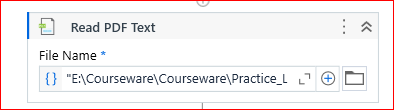 Read PDF Text
File Name *
{ } "E:\Courseware\Courseware\Practice_L